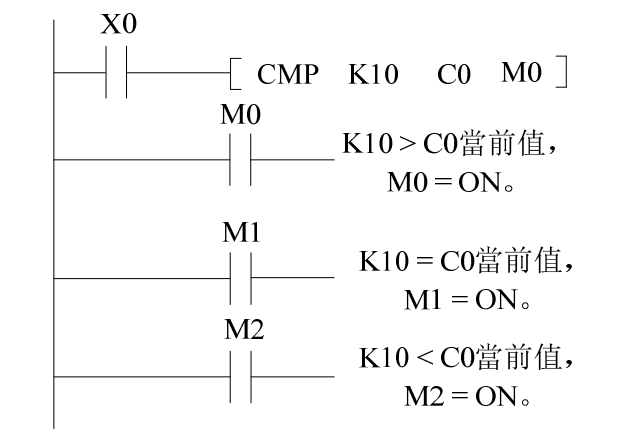 X0
[ CMP K10 C0 M0 ]
M0
K10 > C0當前值,
M0 = ON。
M1
K10 = C0當前值,
M1 = ON。
M2
K10 < C0當前值,
M2 = ON。